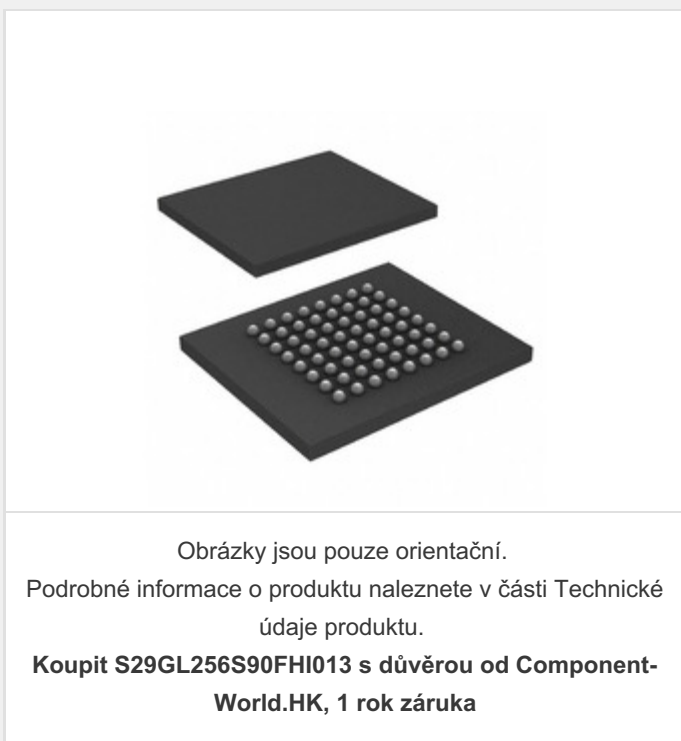 Obrázky jsou pouze orientační.
Podrobné informace o produktu naleznete v části Technické
údaje produktu.
Koupit S29GL256S90FHI013 s důvěrou od Component-
World.HK, 1 rok záruka